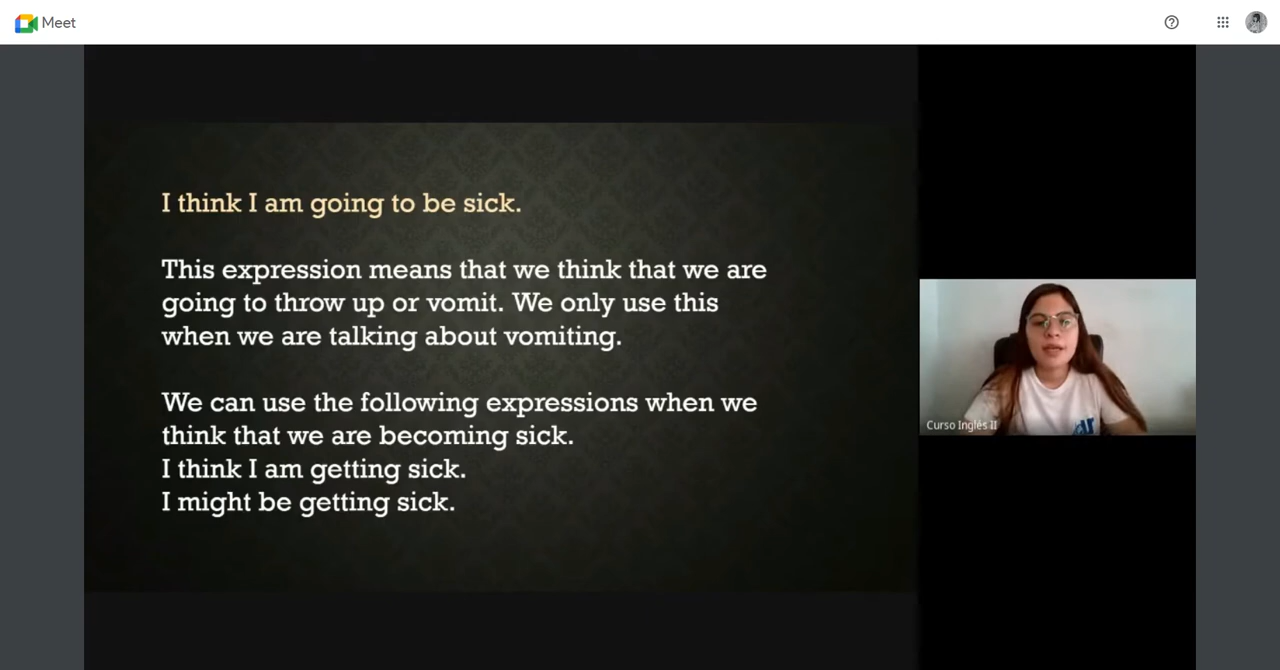 Meet
I think I am going to be sick.
This expression means that we think that we are
going to throw up or vomit. We only use this
when we are talking about vomiting.
We can use the following expressions when we
think that we are becoming sick.
I think I am getting sick.
I might be getting sick.
Curso Inglés II